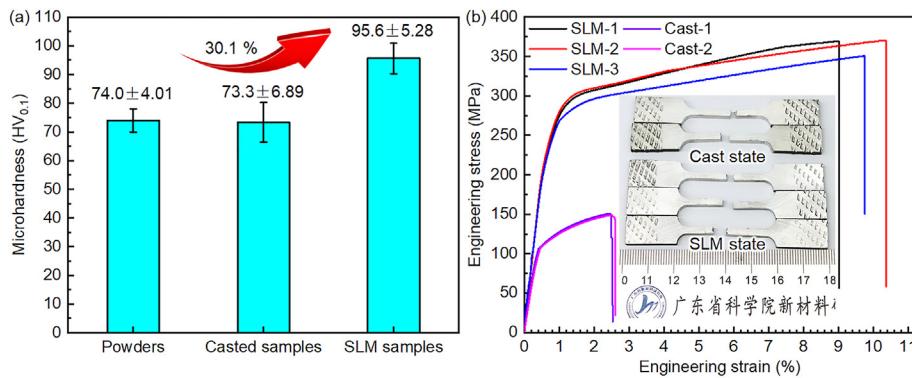 (a)
110
100
90
80
70
60
50
40
30
20
10
0
Microhardness (HV0.1)
74.0±4.01
73.3±6.89
95.6±5.28
30.1 %
Powders
Casted samples
SLM samples
(b)
400
350
300
250
200
150
100
50
0
Engineering stress (MPa)
SLM-1 Cast-1
SLM-2 Cast-2
SLM-3
Cast state
SLM state
0 10 11 12 13 14 15 16 17 18
广东省科学院新材料
0 1 2 3 4 5 6 7 8 9 10 11
Engineering strain (%)